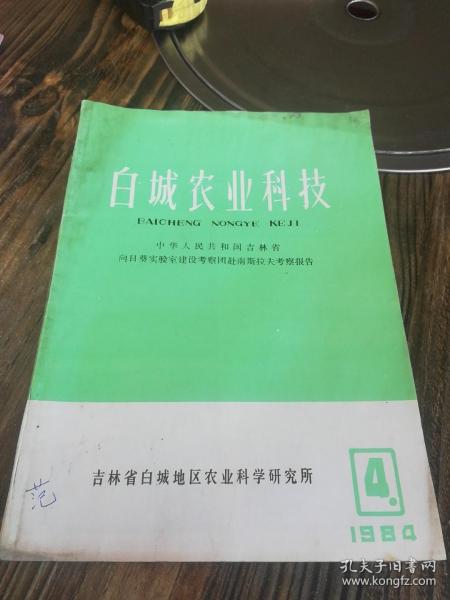 白城农业科技
BAICHENG NONGYE KEJI
中华人民共和国吉林省
向日葵实验室建设考察团赴南斯拉夫考察报告
范
吉林省白城地区农业科学研究所
4.
1984
孔夫子旧书网
www.kongfz.com